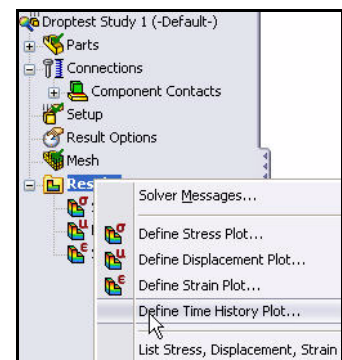 Droptest Study 1 (-Default-)
Parts
Connections
Component Contacts
Setup
Result Options
Mesh
Solver Messages...
Define Stress Plot...
Define Displacement Plot...
Define Strain Plot...
Define Time History Plot...
List Stress, Displacement, Strain